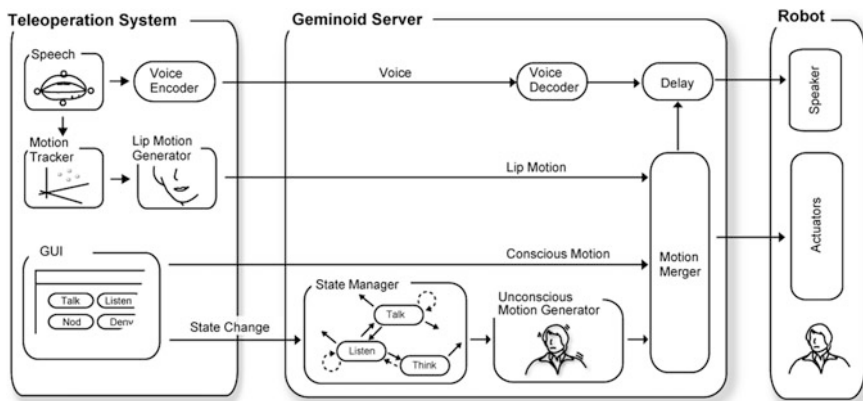 Teleoperation System
Geminoid Server
Robot
Speech
Voice
Encoder
Voice
Voice
Decoder
Delay
Speaker
Motion
Tracker
Lip Motion
Generator
Lip Motion
Actuators
GUI
Talk
Listen
Nod
Deny
Conscious Motion
Motion
Merger
State Change
State Manager
Talk
Listen
Think
Unconscious
Motion Generator